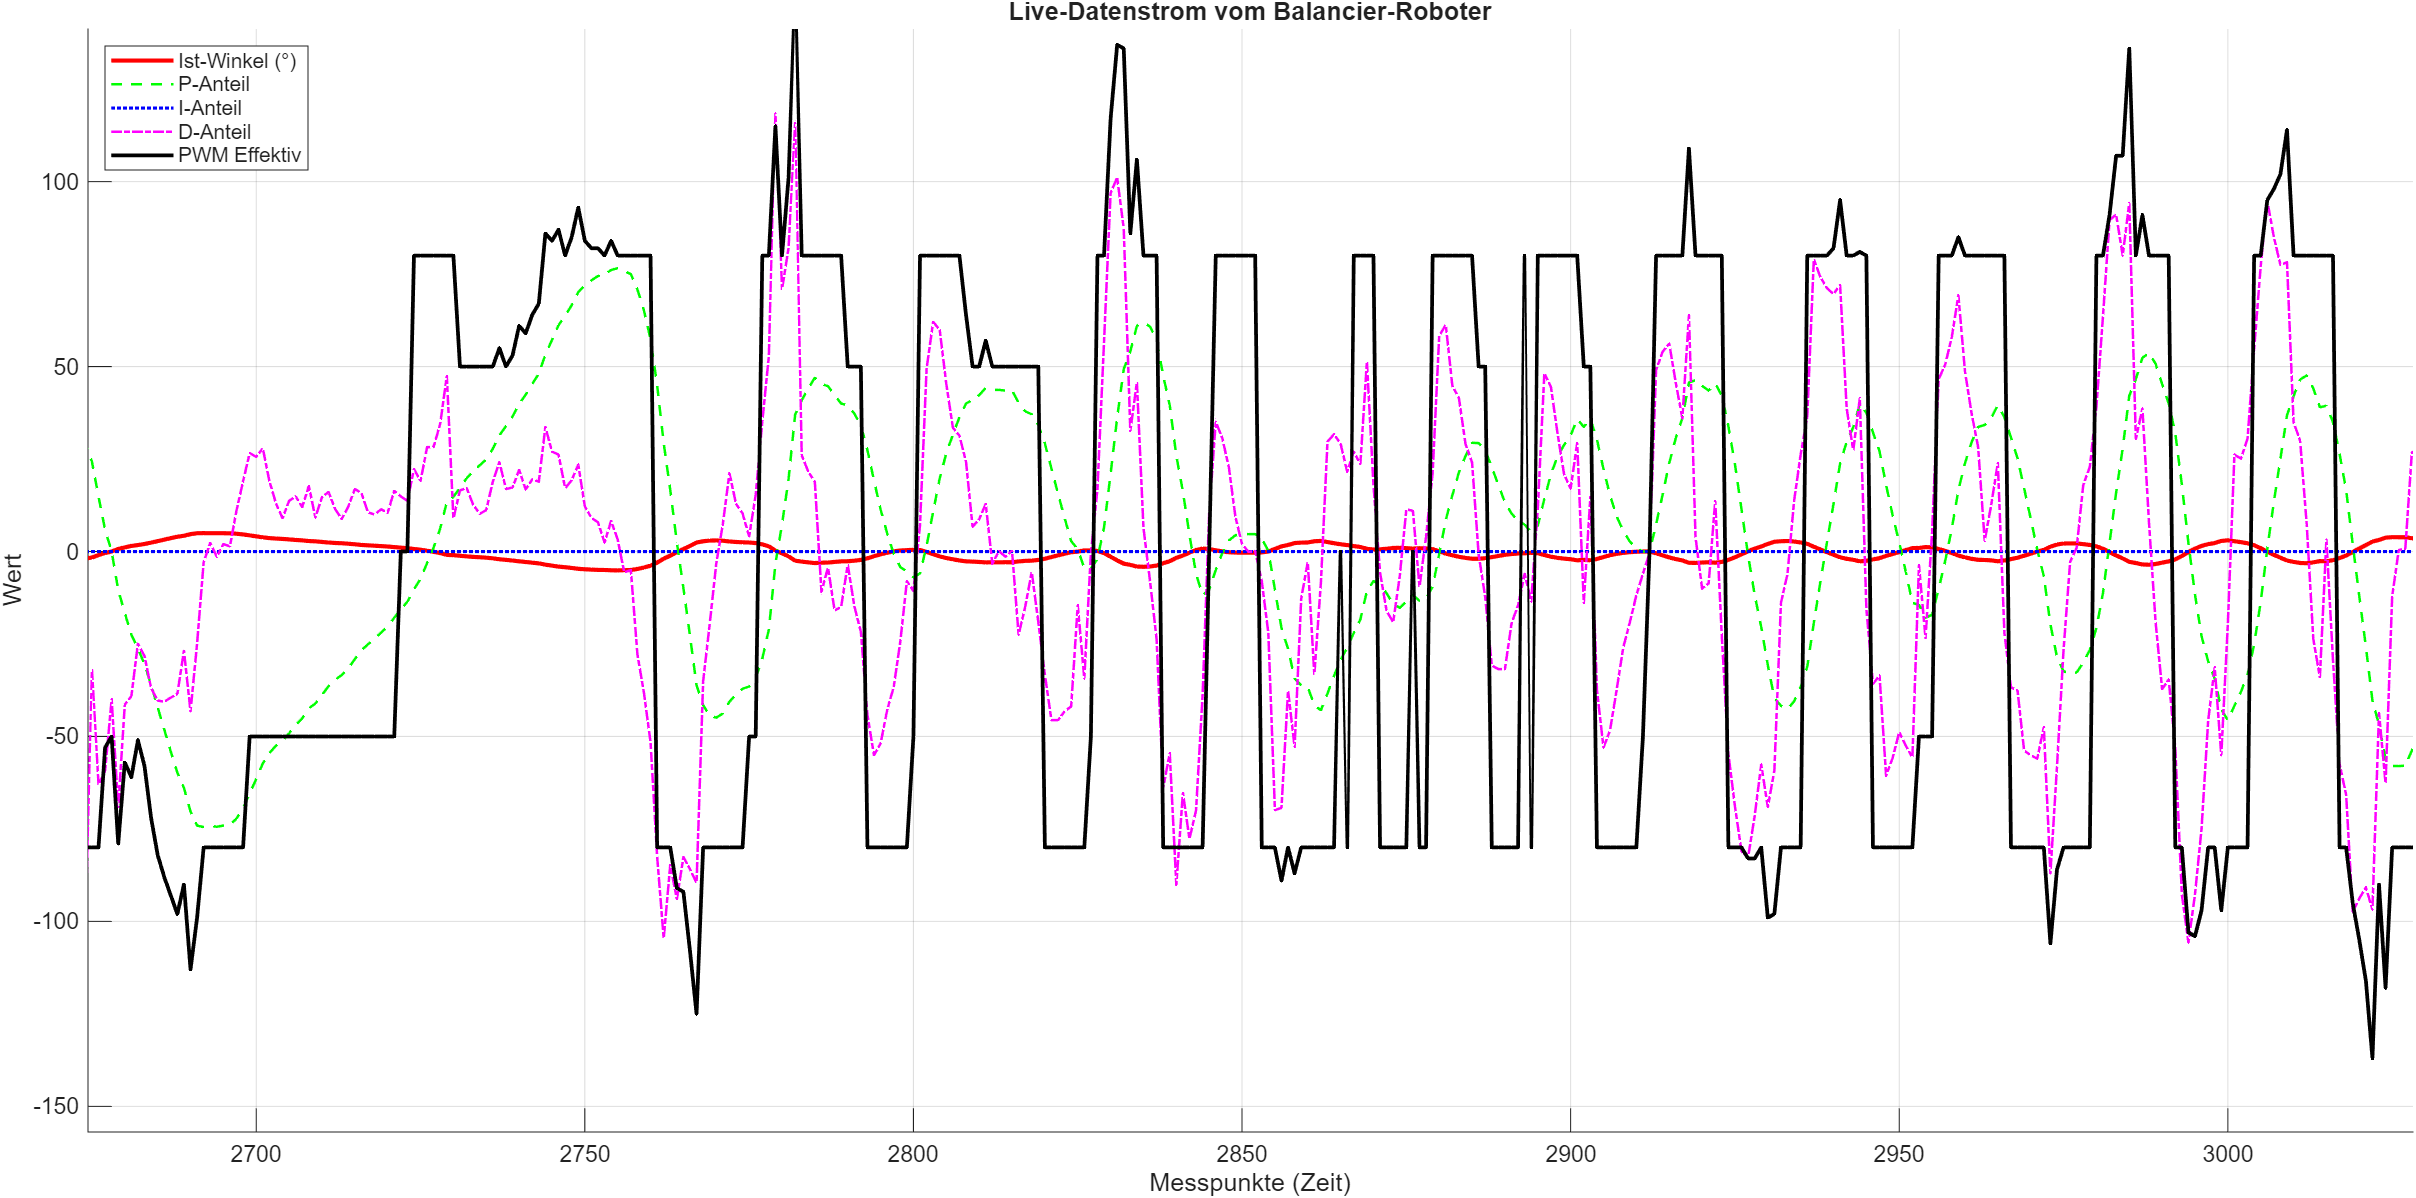 Live-Datenstrom vom Balancier-Roboter
Ist-Winkel (°)
P-Anteil
I-Anteil
D-Anteil
PWM Effektiv
100
50
0
-50
-100
-150
Wert
2700
2750
2800
2850
2900
2950
3000
Messpunkte (Zeit)